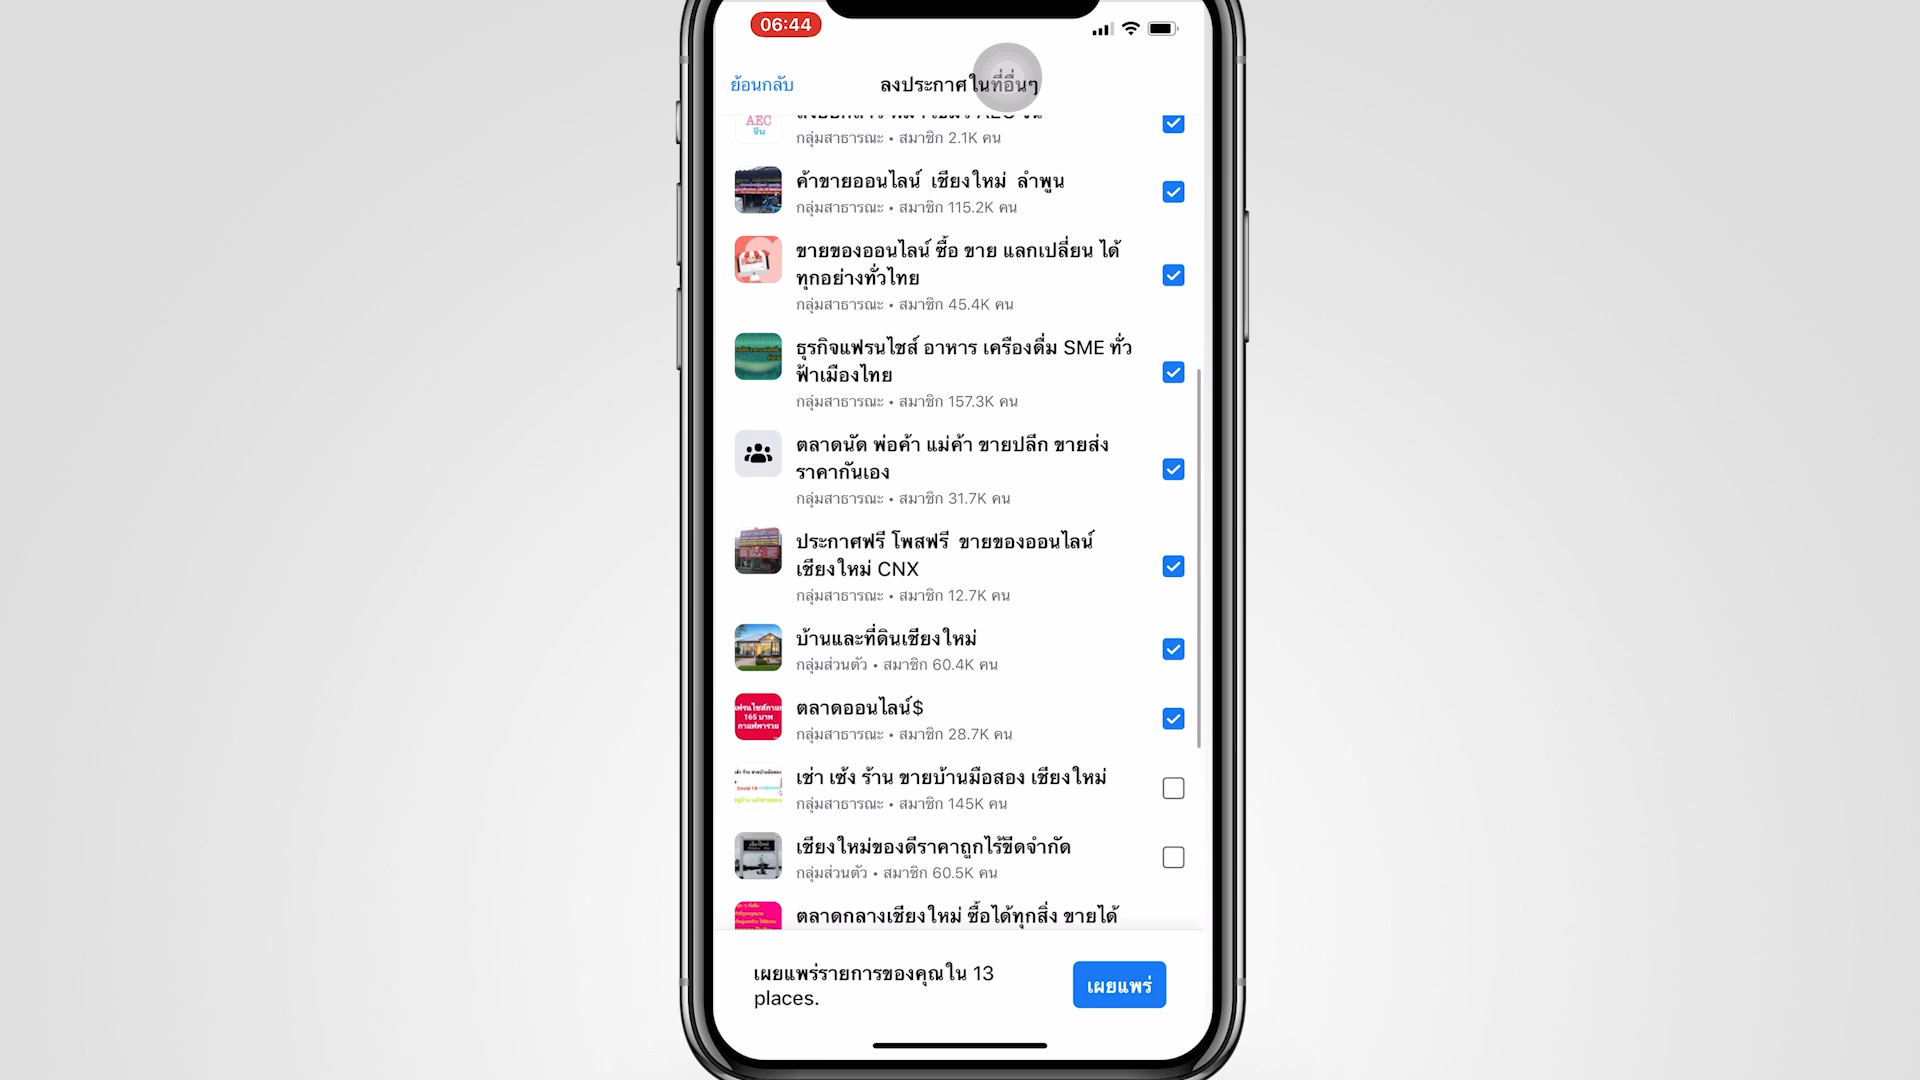 06:44
ย้อนกลับ
ลงประกาศในที่อื่นๆ
AEC
จีน
กลุ่มสาธารณะ • สมาชิก 2.1K คน
ค้าขายออนไลน์ เชียงใหม่ ลำพูน
กลุ่มสาธารณะ • สมาชิก 115.2K คน
ขายของออนไลน์ ซื้อ ขาย แลกเปลี่ยน ได้
ทุกอย่างทั่วไทย
กลุ่มสาธารณะ • สมาชิก 45.4K คน
ธุรกิจแฟรนไชส์ อาหาร เครื่องดื่ม SME ทั่ว
ฟ้าเมืองไทย
กลุ่มสาธารณะ • สมาชิก 157.3K คน
ตลาดนัด พ่อค้า แม่ค้า ขายปลีก ขายส่ง
ราคากันเอง
กลุ่มสาธารณะ • สมาชิก 31.7K คน
ประกาศฟรี โพสฟรี ขายของออนไลน์
เชียงใหม่ CNX
กลุ่มสาธารณะ • สมาชิก 12.7K คน
บ้านและที่ดินเชียงใหม่
กลุ่มส่วนตัว • สมาชิก 60.4K คน
165 บาท
ตลาดออนไลน์$
กลุ่มสาธารณะ • สมาชิก 28.7K คน
Covid 19
เช่า เซ้ง ร้าน ขายบ้านมือสอง เชียงใหม่
กลุ่มสาธารณะ • สมาชิก 145K คน
เชียงใหม่ของดีราคาถูกไร้ขีดจำกัด
กลุ่มส่วนตัว • สมาชิก 60.5K คน
ตลาดกลางเชียงใหม่ ซื้อได้ทุกสิ่ง ขายได้
เผยแพร่รายการของคุณใน 13
places.
เผยแพร่